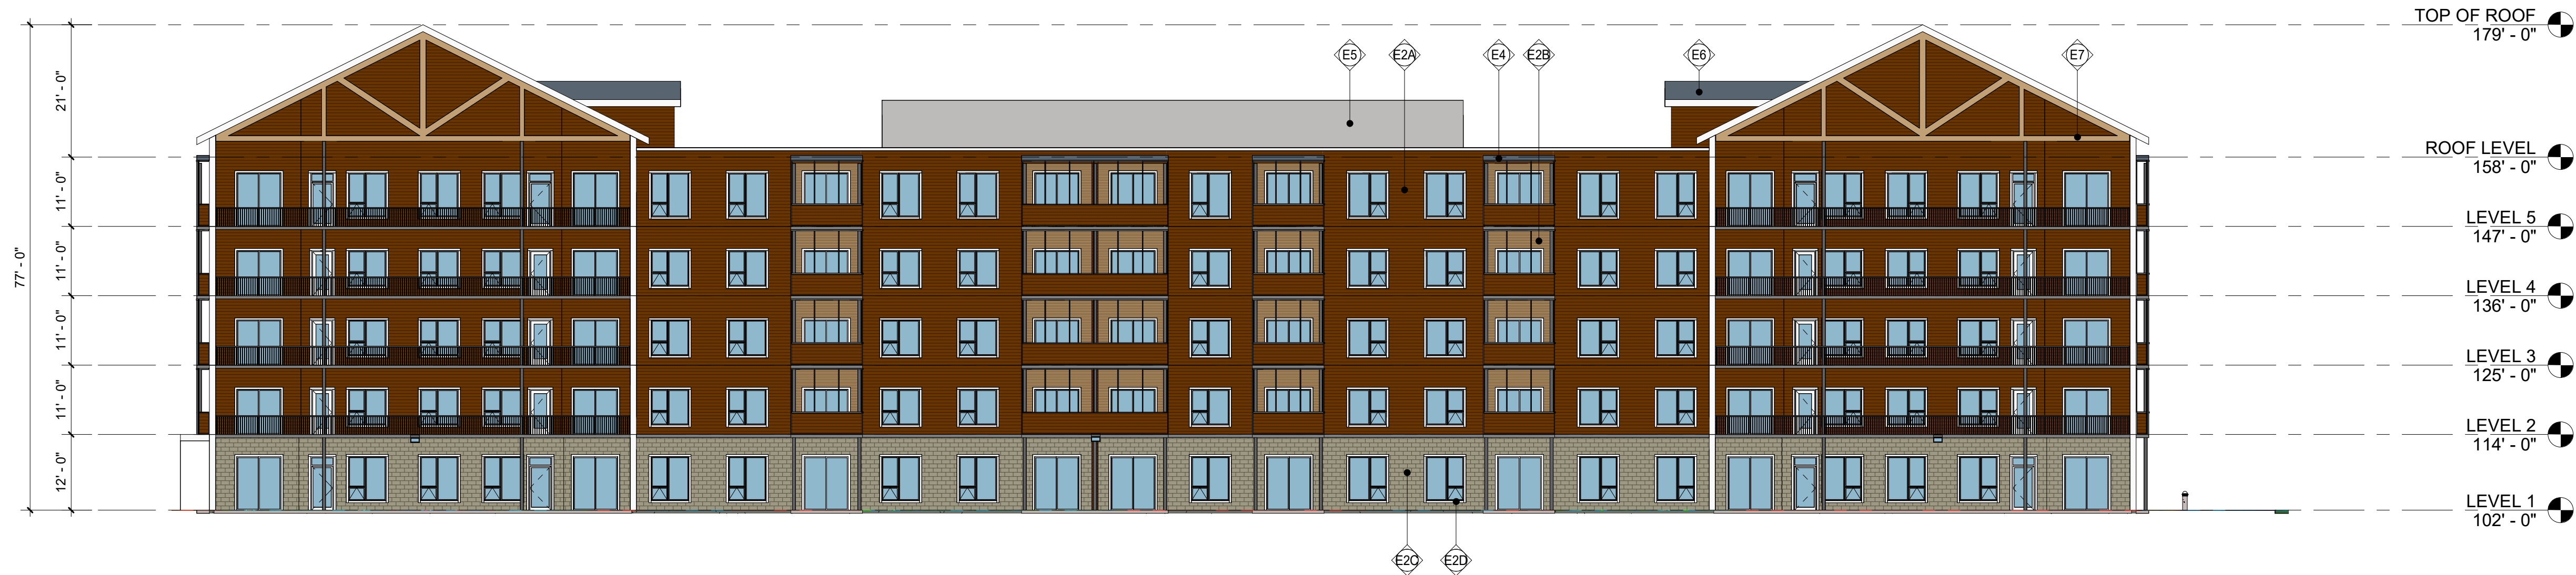 TOP OF ROOF
179' - 0"
E5
E2A
E4
E2B
E6
E7
21' - 0"
ROOF LEVEL
158' - 0"
11' - 0"
LEVEL 5
147' - 0"
77' - 0"
11' - 0"
LEVEL 4
136' - 0"
11' - 0"
LEVEL 3
125' - 0"
11' - 0"
LEVEL 2
114' - 0"
12' - 0"
LEVEL 1
102' - 0"
E2C
E2D